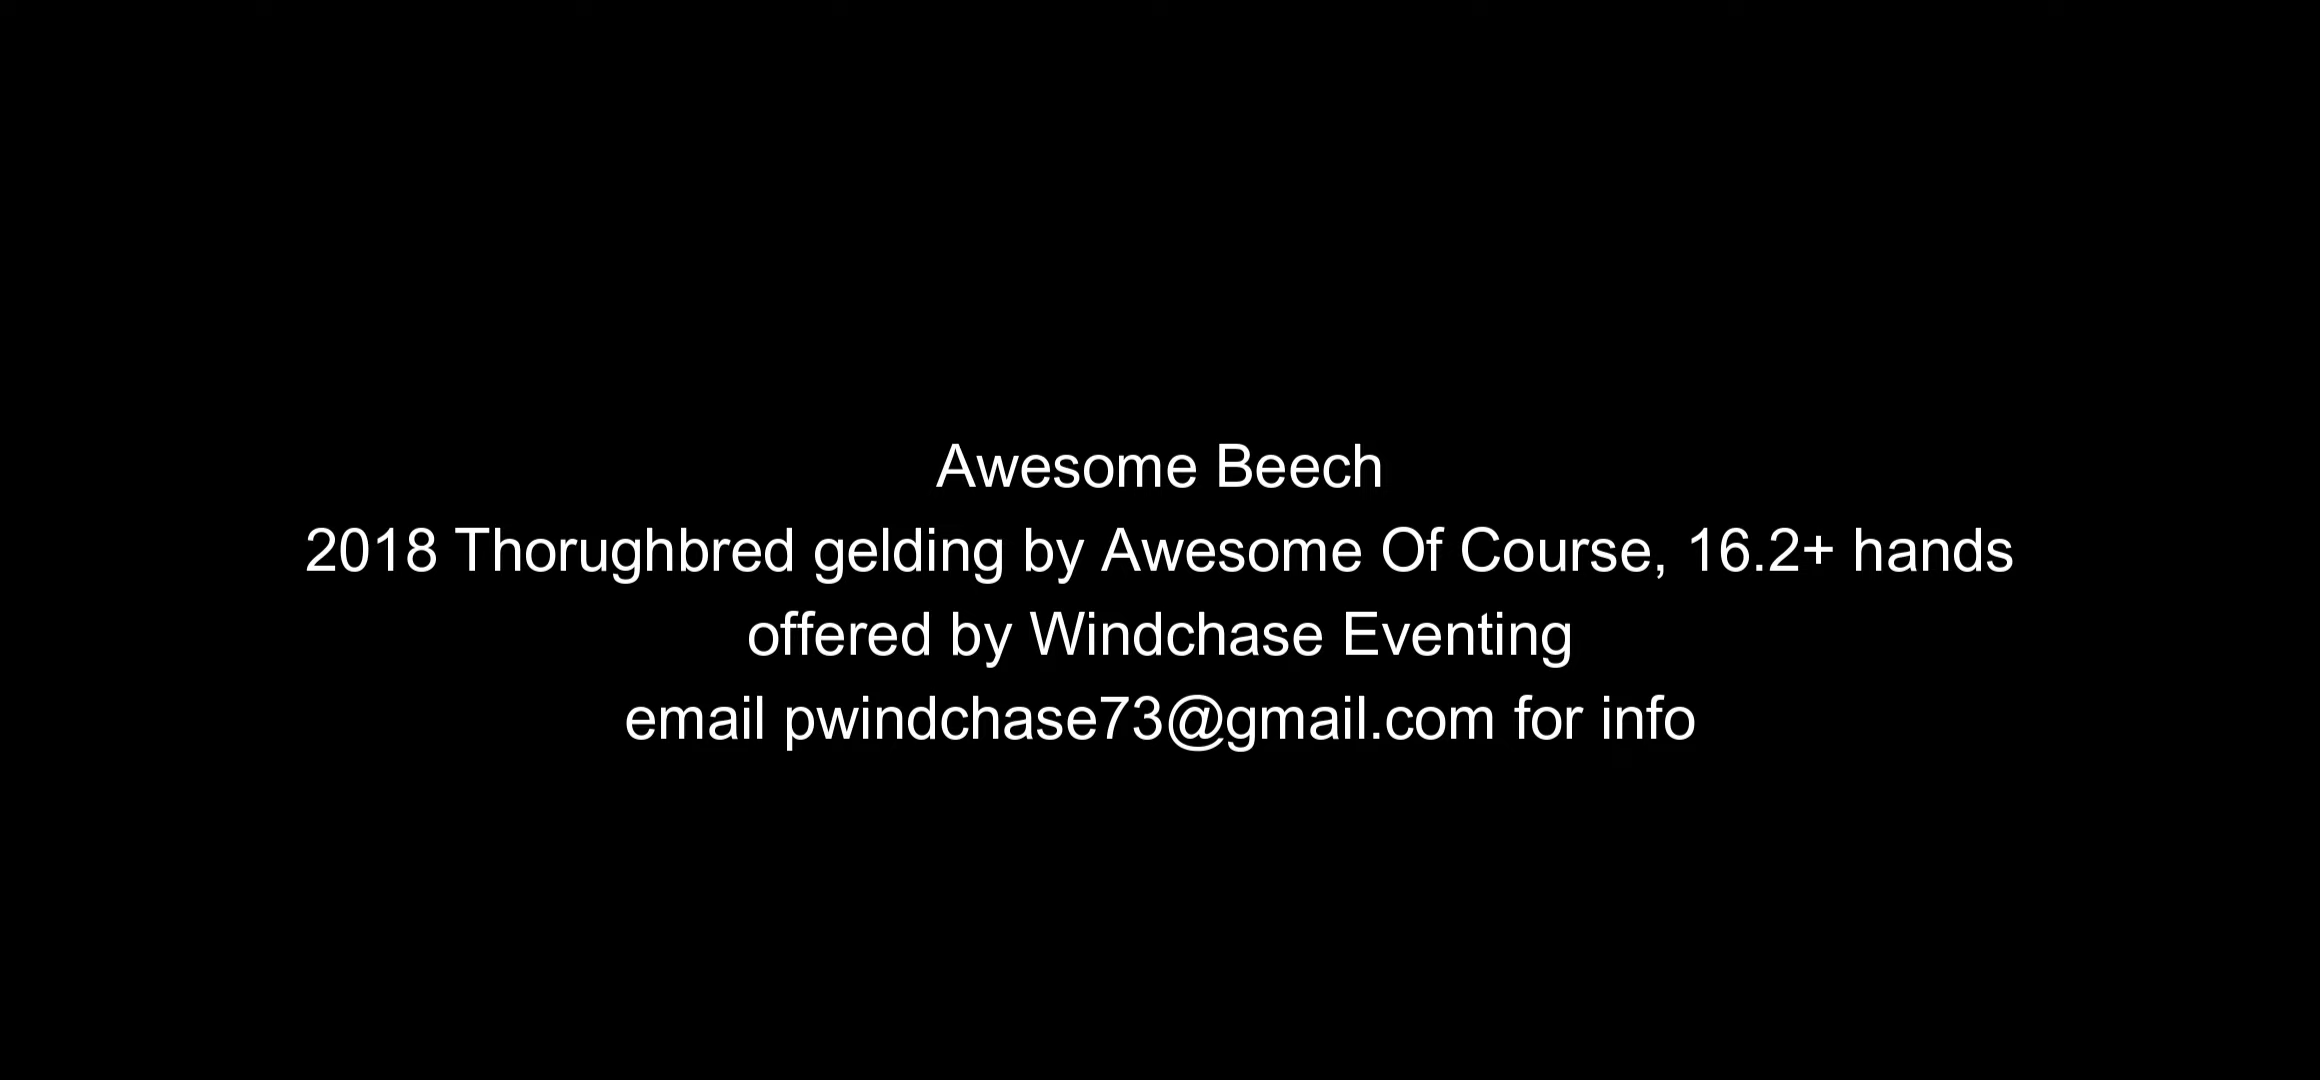 Awesome Beech
2018 Thorughbred gelding by Awesome Of Course, 16.2+ hands
offered by Windchase Eventing
email pwindchase73@gmail.com for info